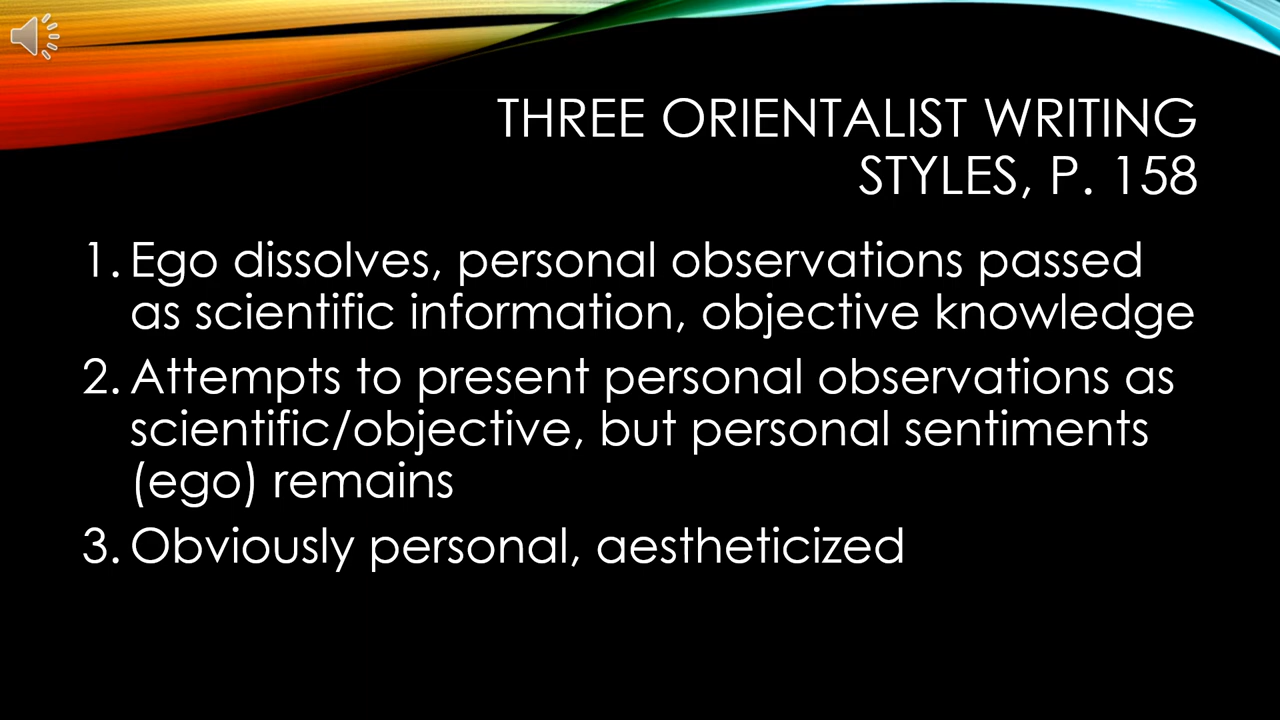 THREE ORIENTALIST WRITING
STYLES, P. 158
1. Ego dissolves, personal observations passed
as scientific information, objective knowledge
2. Attempts to present personal observations as
scientific/objective, but personal sentiments
(ego) remains
3. Obviously personal, aestheticized